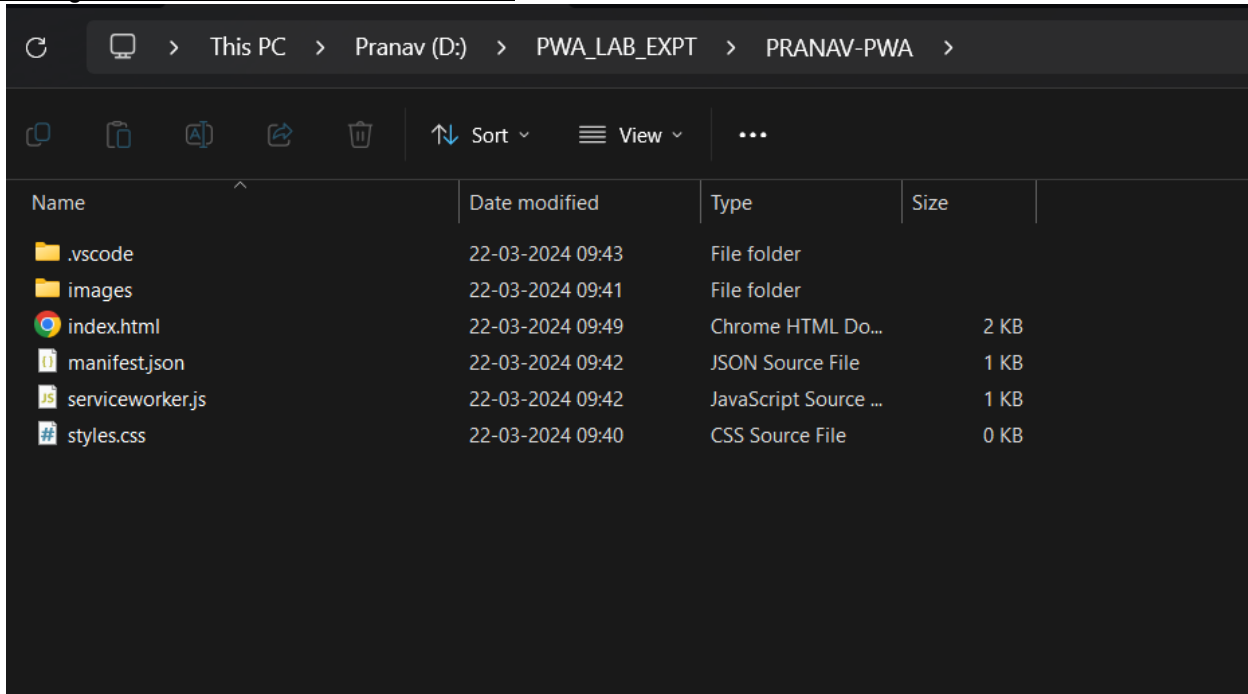 This PC > Pranav (D:) > PWA_LAB_EXPT > PRANAV-PWA >
Sort View
Name Date modified Type Size
.vscode 22-03-2024 09:43 File folder
images 22-03-2024 09:41 File folder
index.html 22-03-2024 09:49 Chrome HTML Do... 2 KB
manifest.json 22-03-2024 09:42 JSON Source File 1 KB
serviceworker.js 22-03-2024 09:42 JavaScript Source ... 1 KB
styles.css 22-03-2024 09:40 CSS Source File 0 KB